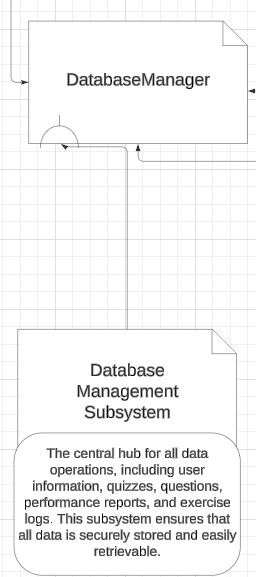 DatabaseManager
Database
Management
Subsystem
The central hub for all data
operations, including user
information, quizzes, questions,
performance reports, and exercise
logs. This subsystem ensures that
all data is securely stored and easily
retrievable.